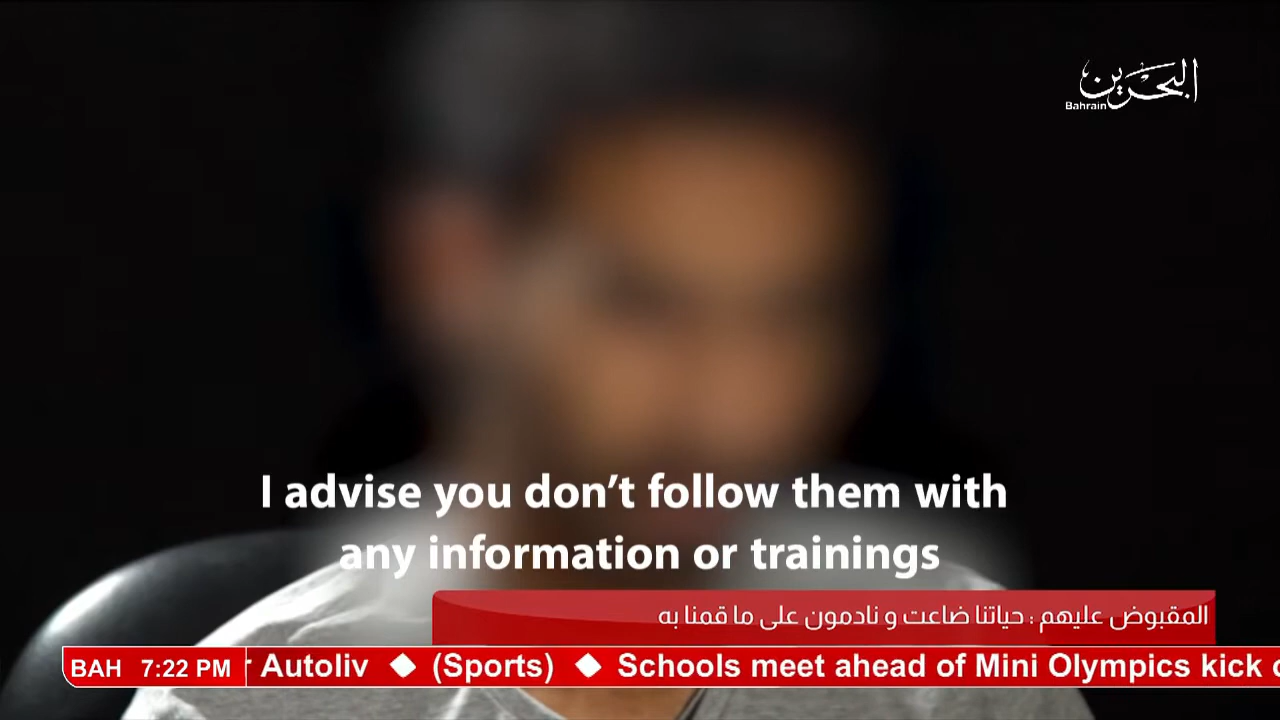 البحرين
Bahrain
I advise you don’t follow them with
any information or trainings
المقبوض عليهم : حياتنا ضاعت و نادمون على ما قمنا به
BAH 7:22 PM Autoliv ◆ (Sports) ◆ Schools meet ahead of Mini Olympics kick